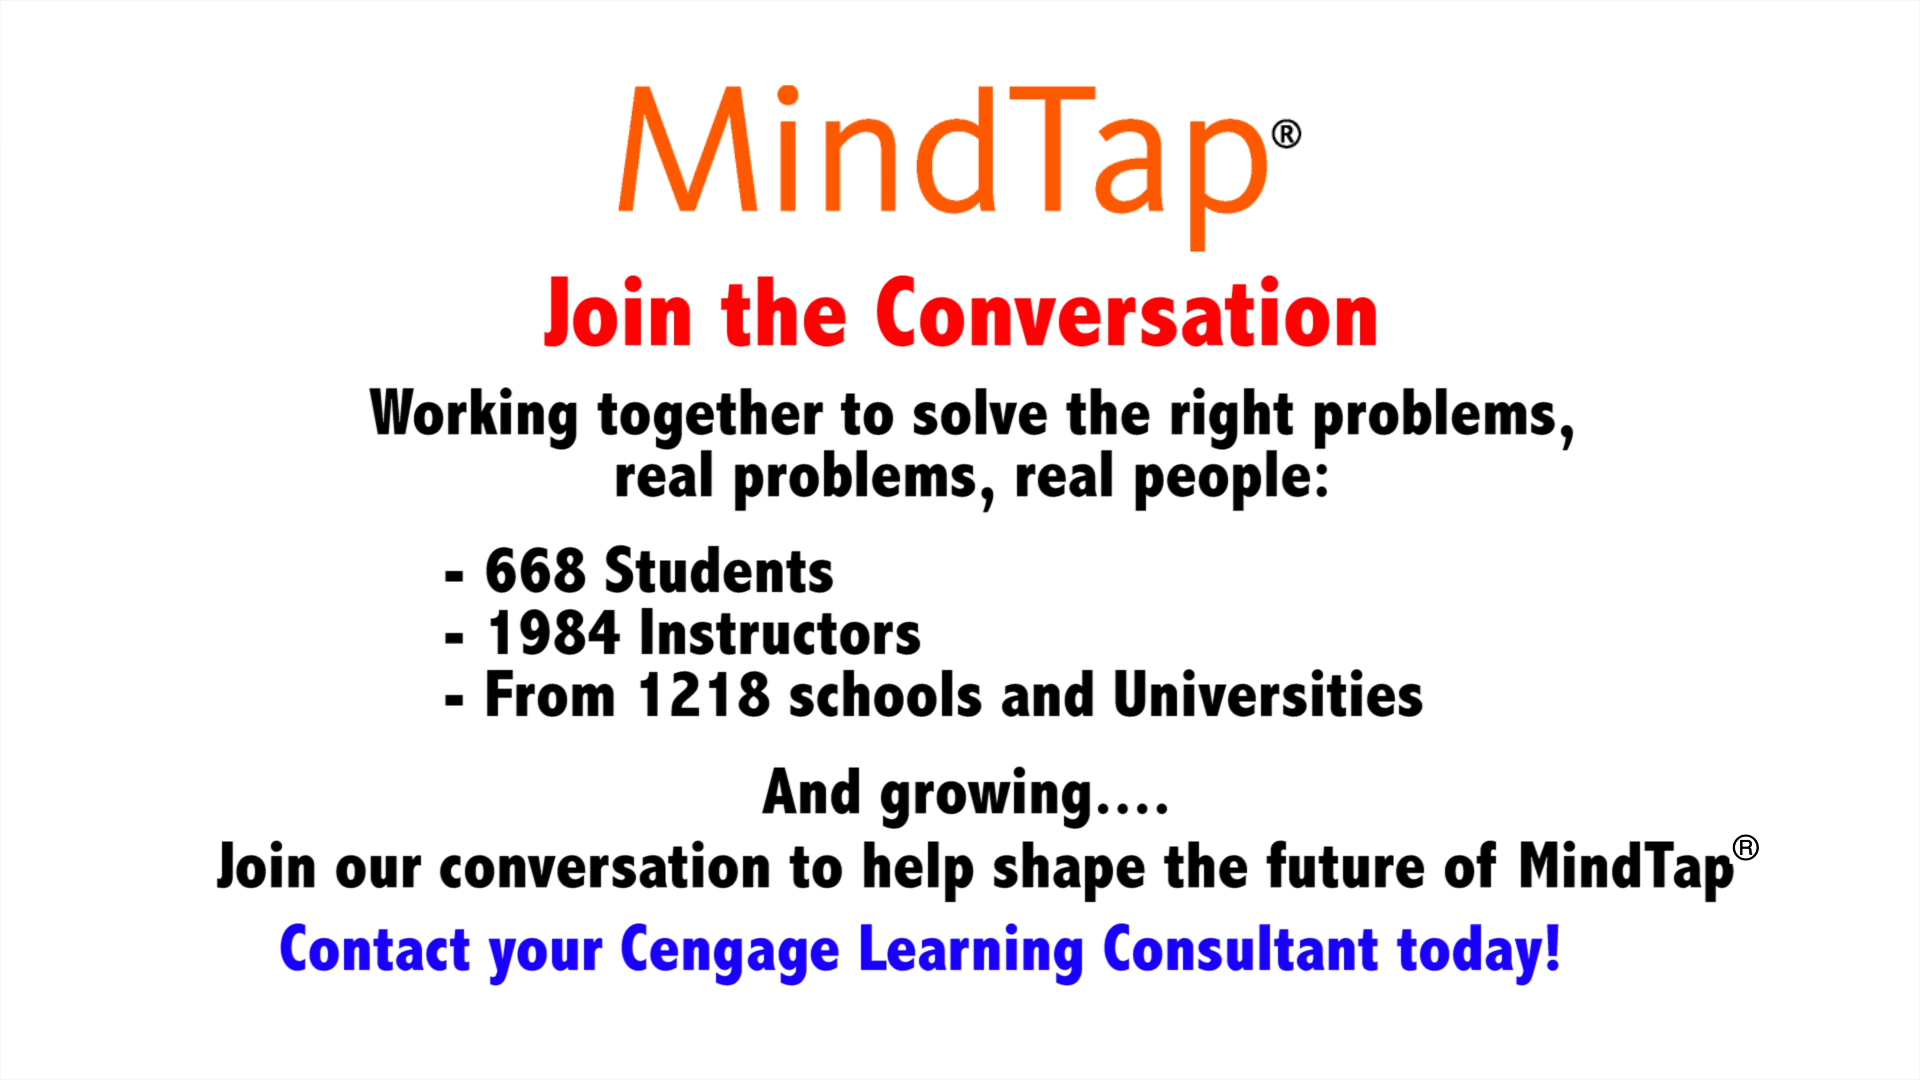 MindTap®
Join the Conversation
Working together to solve the right problems,
real problems, real people:
- 668 Students
- 1984 Instructors
- From 1218 schools and Universities
And growing....
Join our conversation to help shape the future of MindTap®
Contact your Cengage Learning Consultant today!